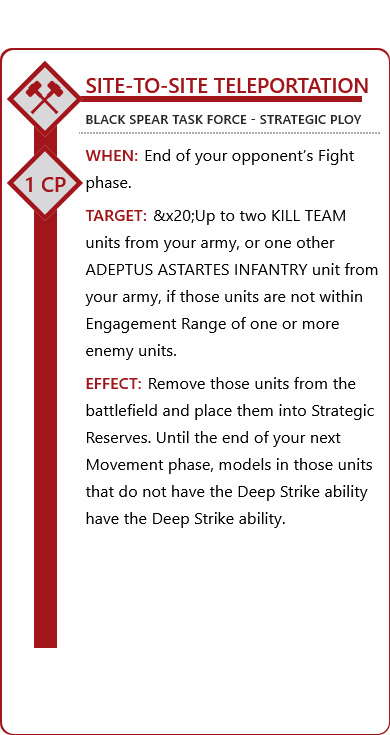 SITE-TO-SITE TELEPORTATION
BLACK SPEAR TASK FORCE - STRATEGIC PLOY
1 CP
WHEN: End of your opponent’s Fight
phase.
TARGET: &x20;Up to two KILL TEAM
units from your army, or one other
ADEPTUS ASTARTES INFANTRY unit from
your army, if those units are not within
Engagement Range of one or more
enemy units.
EFFECT: Remove those units from the
battlefield and place them into Strategic
Reserves. Until the end of your next
Movement phase, models in those units
that do not have the Deep Strike ability
have the Deep Strike ability.